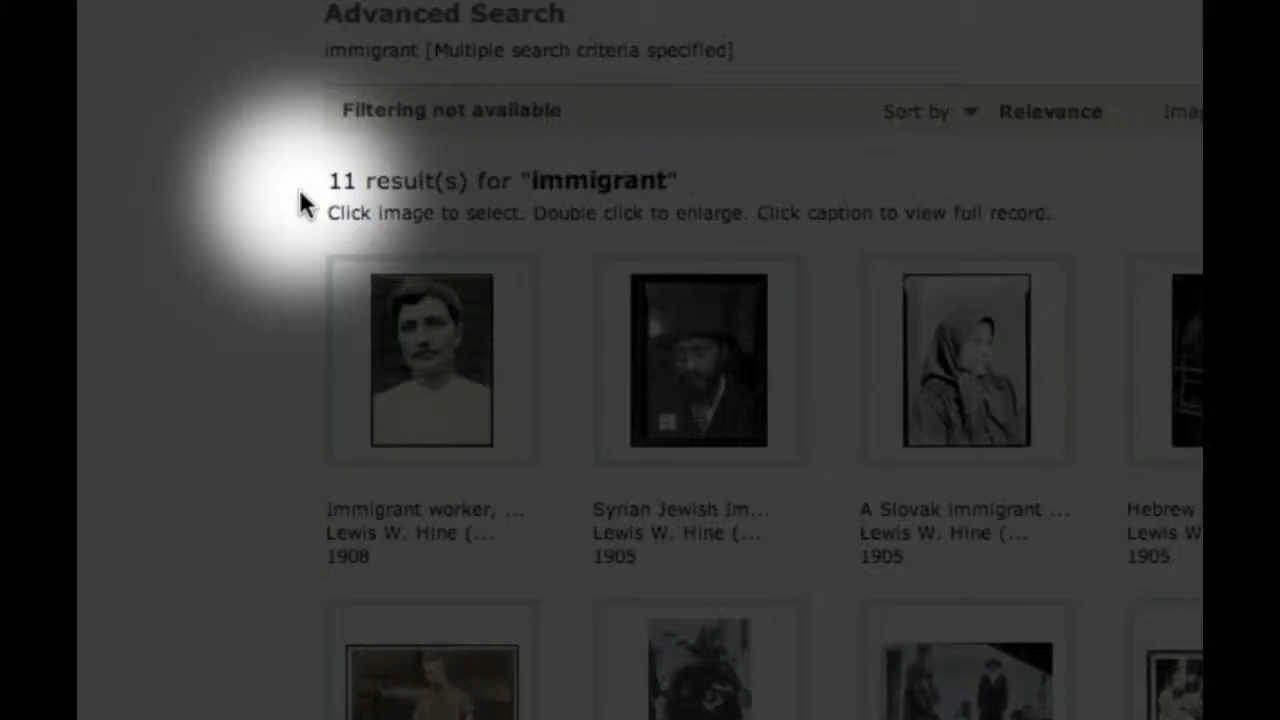 Advanced Search
immigrant [Multiple search criteria specified]
Filtering not available
Sort by Relevance
11 result(s) for "immigrant"
Click image to select. Double click to enlarge. Click caption to view full record.
Immigrant worker, ...
Lewis W. Hine (...
1908
Syrian Jewish Im...
Lewis W. Hine (...
1905
A Slovak immigrant ...
Lewis W. Hine (...
1905
Hebrew
Lewis W
1905